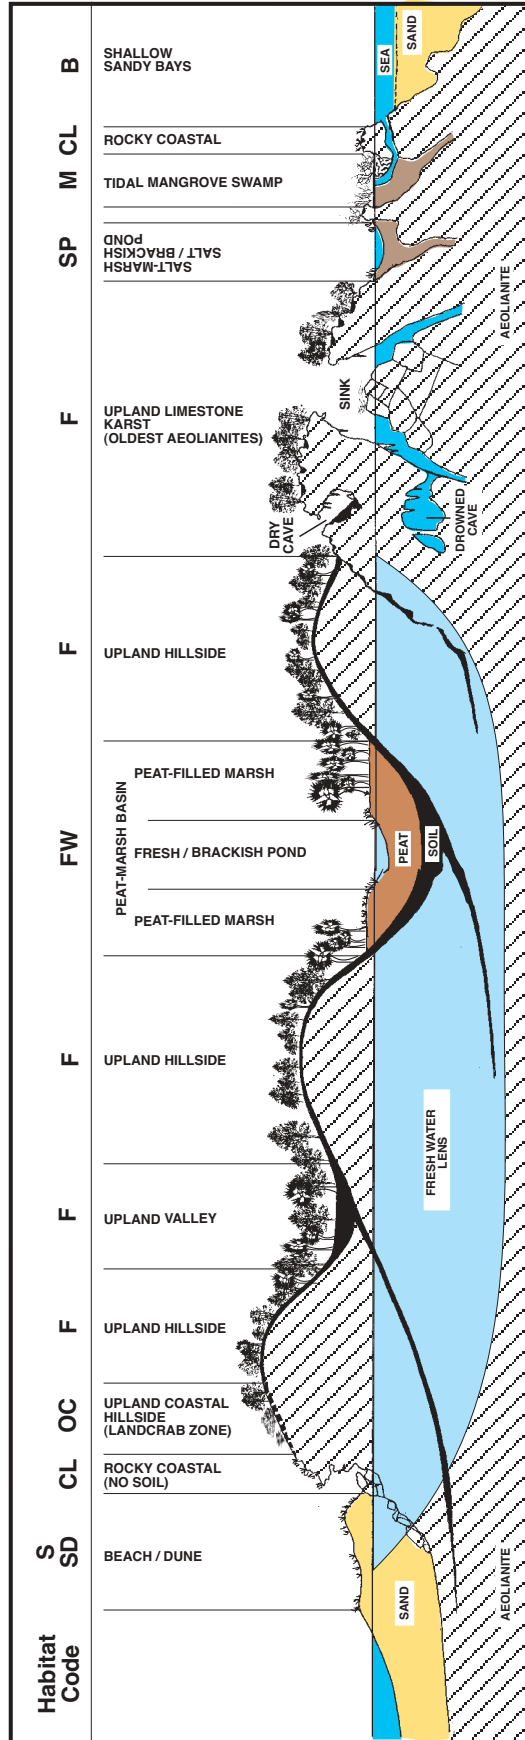 B
SHALLOW
SANDY BAYS
SEA
SAND
CL
ROCKY COASTAL
M
TIDAL MANGROVE SWAMP
SP
SALT-MARSH
SALT / BRACKISH
POND
AEOLIANITE
F
UPLAND LIMESTONE
KARST
(OLDEST AEOLIANITES)
SINK
DRY
CAVE
DROWNED
CAVE
F
UPLAND HILLSIDE
FW
PEAT-MARSH BASIN
PEAT-FILLED MARSH
FRESH / BRACKISH POND
PEAT-FILLED MARSH
PEAT
SOIL
F
UPLAND HILLSIDE
FRESH WATER
LENS
F
UPLAND VALLEY
F
UPLAND HILLSIDE
OC
UPLAND COASTAL
HILLSIDE
(LANDCRAB ZONE)
CL
ROCKY COASTAL
(NO SOIL)
S
SD
BEACH / DUNE
SAND
AEOLIANITE
Habitat
Code